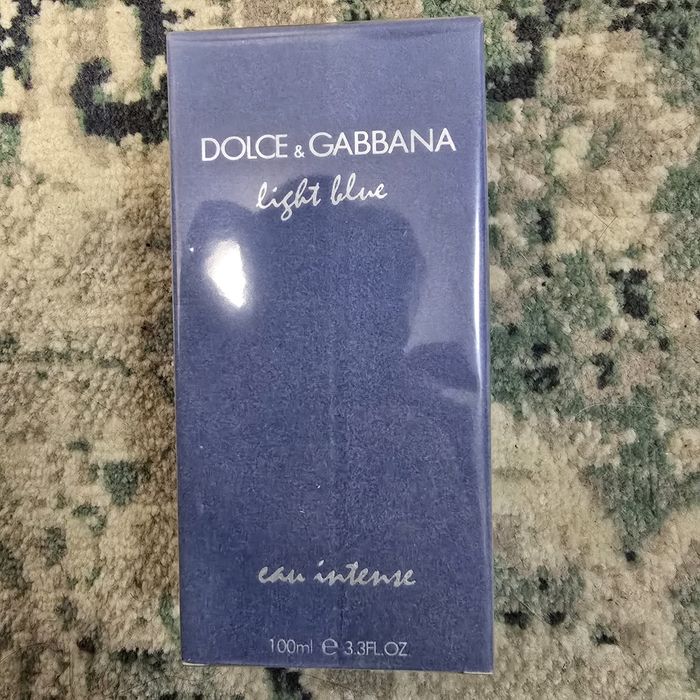 DOLCE & GABBANA
light blue
eau intense
100ml ℮ 3.3FL.OZ